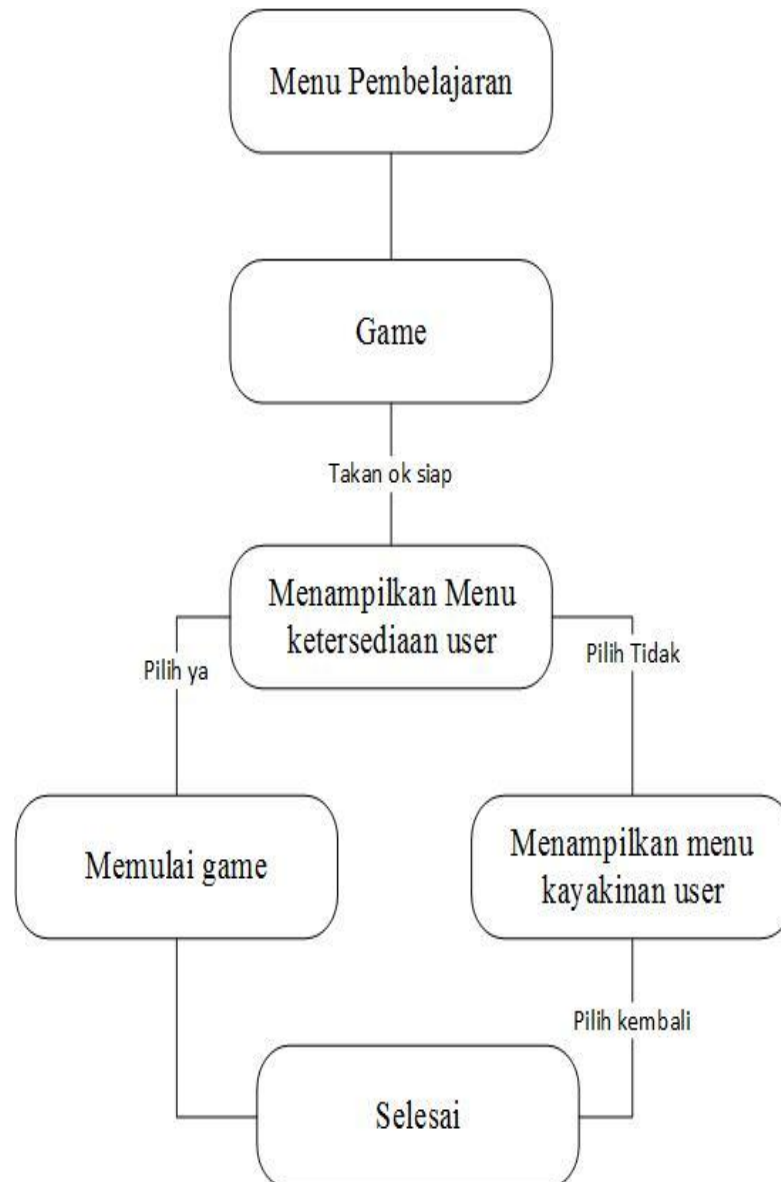 Menu Pembelajaran
Game
Takan ok siap
Menampilkan Menu
ketersediaan user
Pilih ya
Pilih Tidak
Memulai game
Menampilkan menu
kayakinan user
Pilih kembali
Selesai